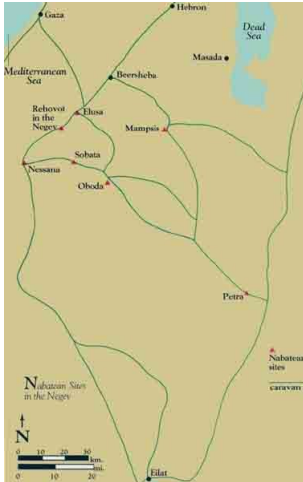 Gaza
Hebron
Dead
Sea
Masada
Mediterranean
Sea
Beersheba
Rehovot
in the
Negev
Elusa
Mampsis
Sobata
Nessana
Oboda
Petra
Nabatean
sites
caravan
Nabatean Sites
in the Negev
N
0 10 20 30
km.
0 10 20
mi.
Eilat